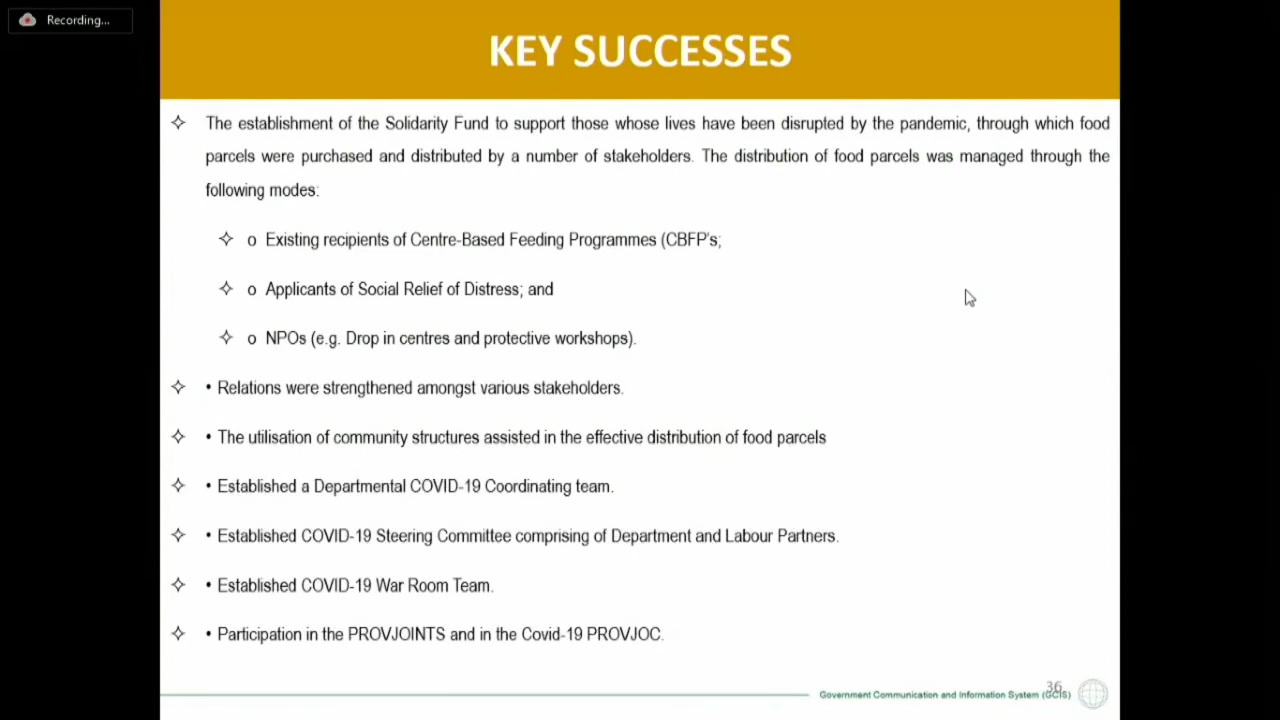 Recording...
KEY SUCCESSES
The establishment of the Solidarity Fund to support those whose lives have been disrupted by the pandemic, through which food
parcels were purchased and distributed by a number of stakeholders. The distribution of food parcels was managed through the
following modes:
o Existing recipients of Centre-Based Feeding Programmes (CBFP's;
o Applicants of Social Relief of Distress; and
o NPOs (e.g. Drop in centres and protective workshops).
• Relations were strengthened amongst various stakeholders.
• The utilisation of community structures assisted in the effective distribution of food parcels
• Established a Departmental COVID-19 Coordinating team.
• Established COVID-19 Steering Committee comprising of Department and Labour Partners.
• Established COVID-19 War Room Team.
• Participation in the PROVJOINTS and in the Covid-19 PROVJOC.
36
Government Communication and Information System (GCIS)